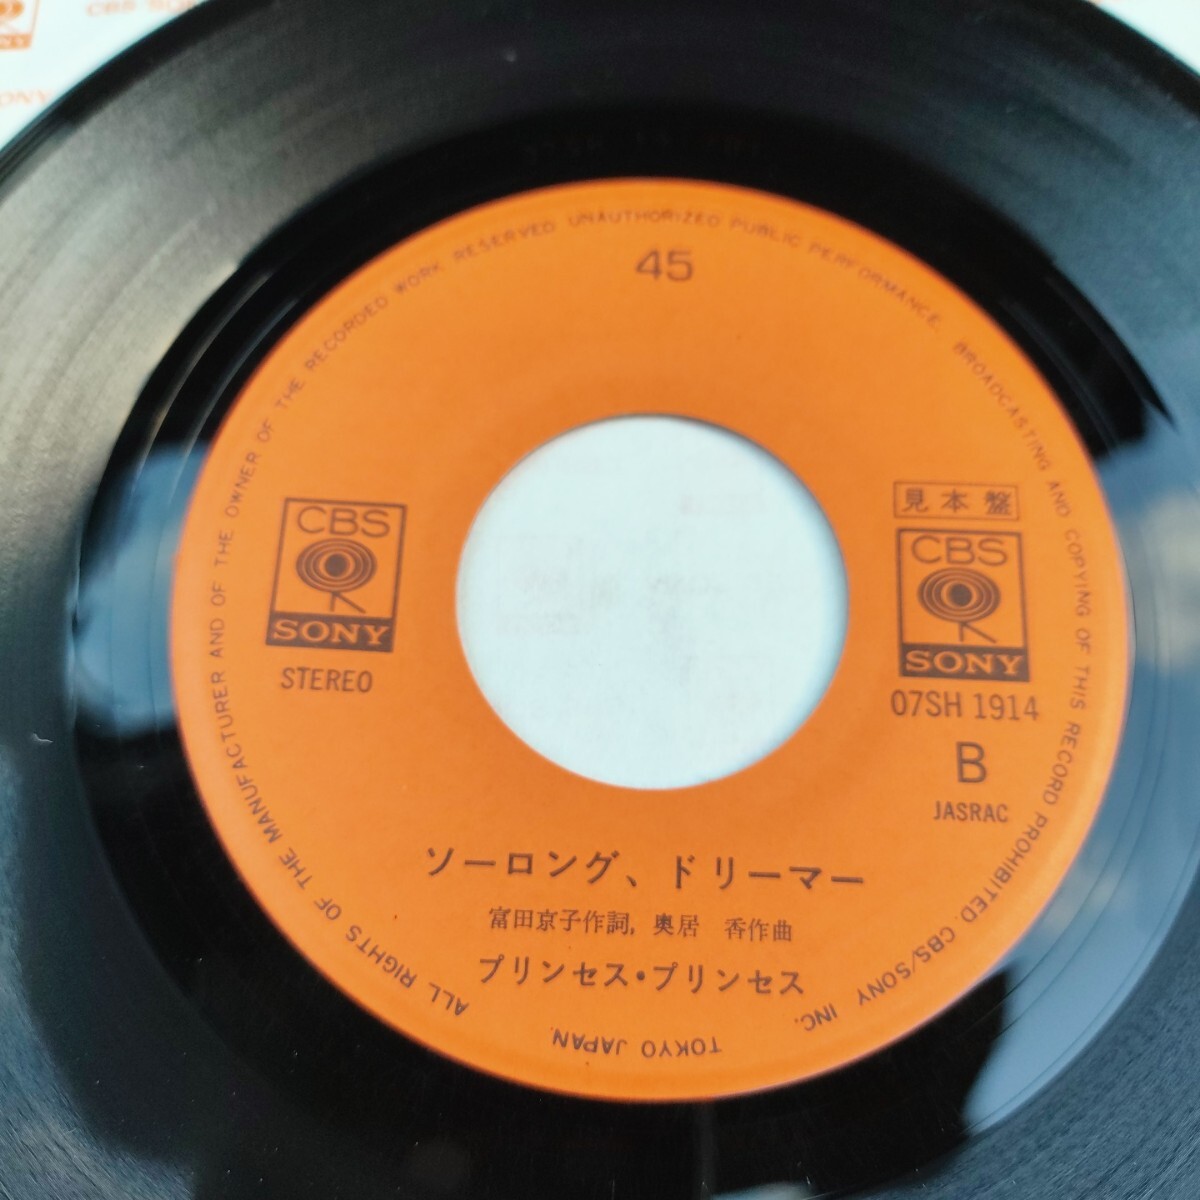 CBS
SONY
45
ALL RIGHTS OF THE MANUFACTURER AND OF THE OWNER OF THE RECORDED WORK RESERVED UNAUTHORIZED PUBLIC PERFORMANCE. BROADCASTING AND COPYING OF THIS RECORD PROHIBITED. CBS/SONY INC. TOKYO JAPAN.
CBS
SONY
STEREO
見本盤
CBS
SONY
07SH 1914
B
JASRAC
ソーロング、ドリーマー
富田京子作詞, 奥居 香作曲
プリンセス・プリンセス